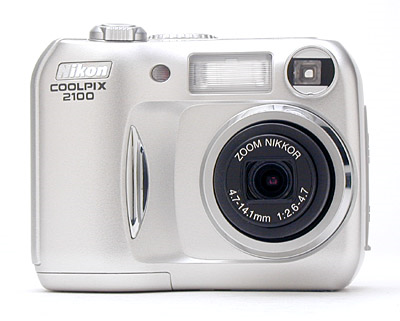 Nikon
COOLPIX
2100
ZOOM NIKKOR
4.7-14.1mm 1:2.6-4.7